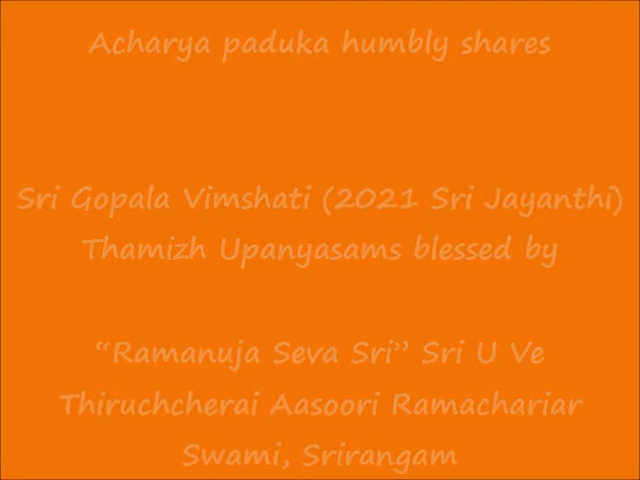 Acharya paduka humbly shares
Sri Gopala Vimshati (2021 Sri Jayanthi)
Thamizh Upanyasams blessed by
“Ramanuja Seva Sri” Sri U Ve
Thiruchcherai Aasoori Ramachariar
Swami, Srirangam